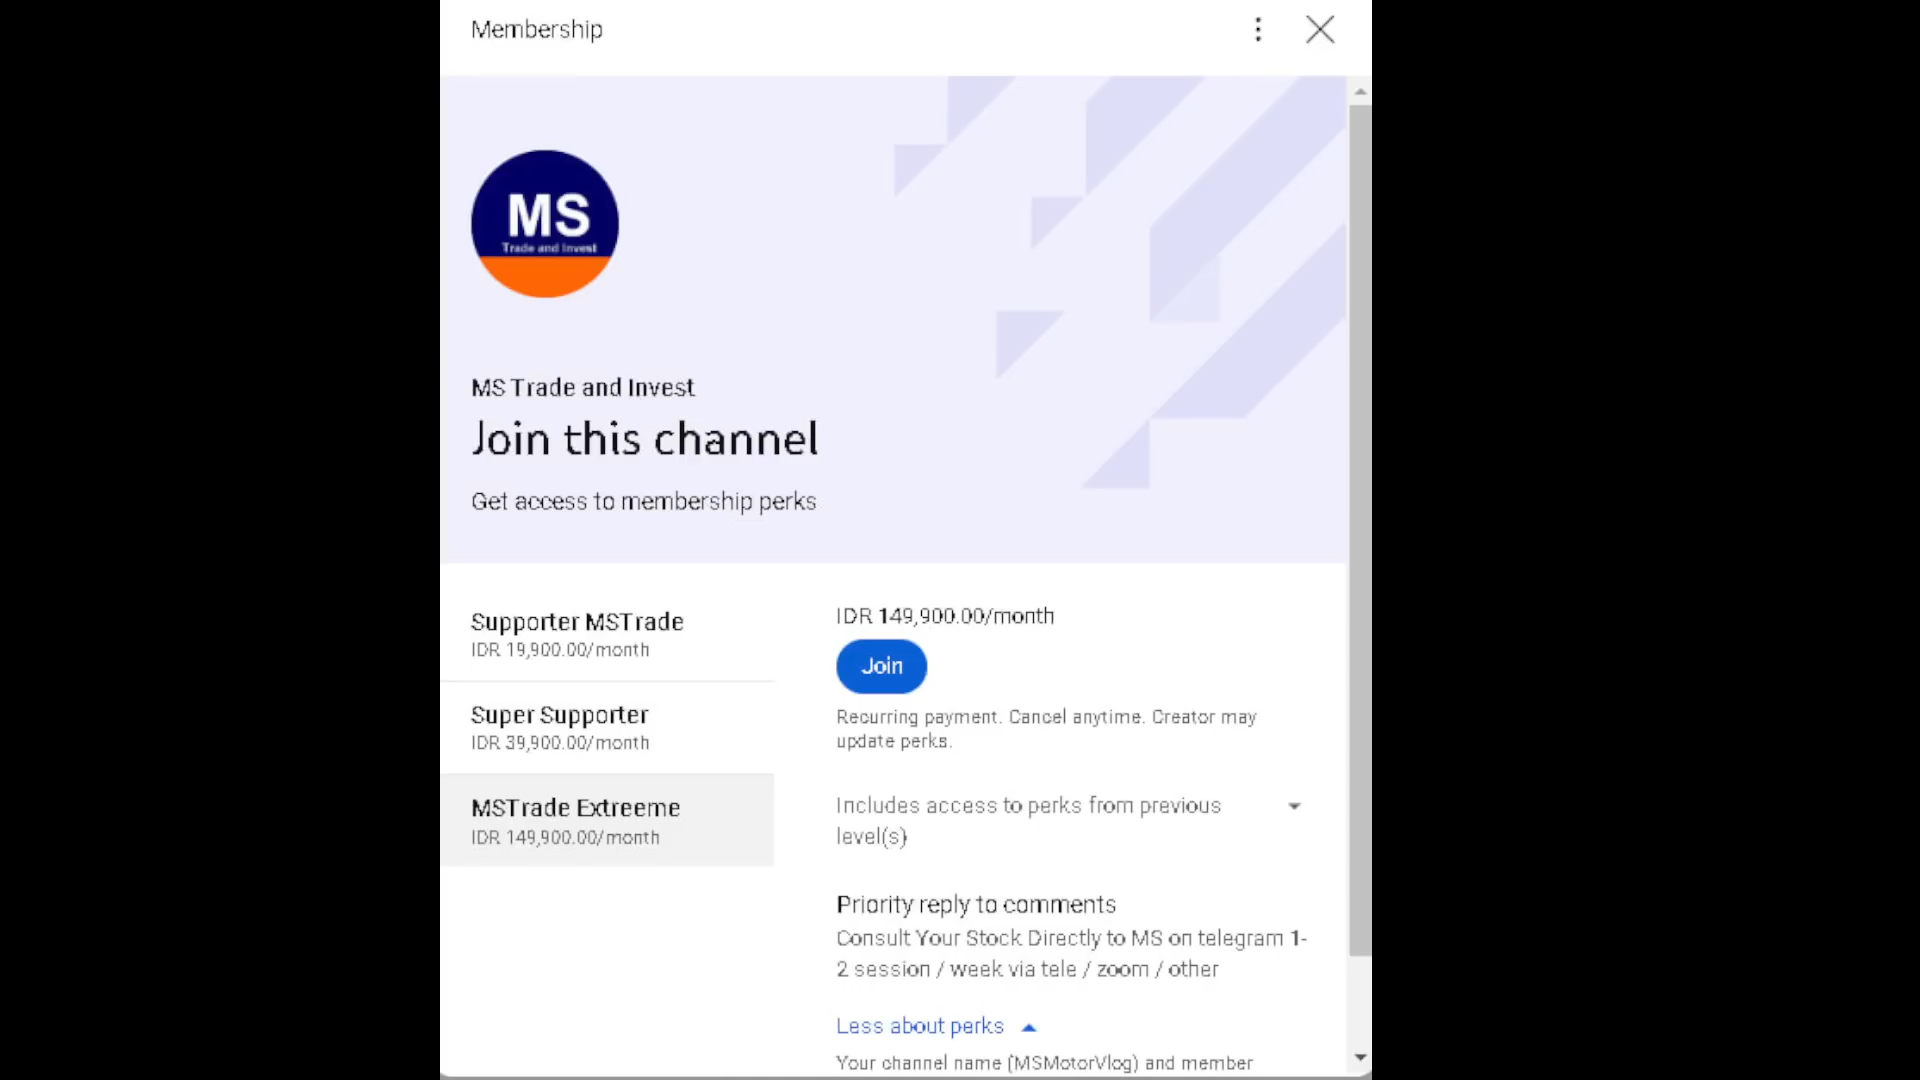 Membership
MS
Trade and Invest
MS Trade and Invest
Join this channel
Get access to membership perks
Supporter MSTrade
IDR 19,900.00/month
Super Supporter
IDR 39,900.00/month
MSTrade Extreeme
IDR 149,900.00/month
IDR 149,900.00/month
Join
Recurring payment. Cancel anytime. Creator may
update perks.
Includes access to perks from previous
level(s)
Priority reply to comments
Consult Your Stock Directly to MS on telegram 1-
2 session / week via tele / zoom / other
Less about perks
Your channel name (MSMotorVlog) and member